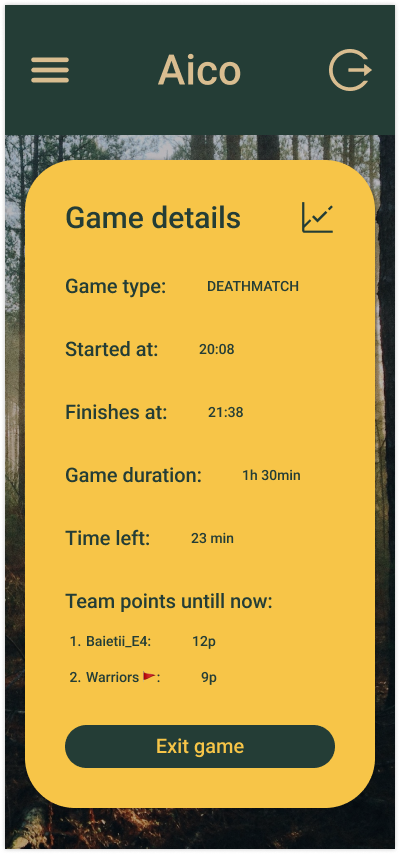 Aico
Game details
Game type: DEATHMATCH
Started at: 20:08
Finishes at: 21:38
Game duration: 1h 30min
Time left: 23 min
Team points untill now:
1. Baietii_E4: 12p
2. Warriors 🚩: 9p
Exit game